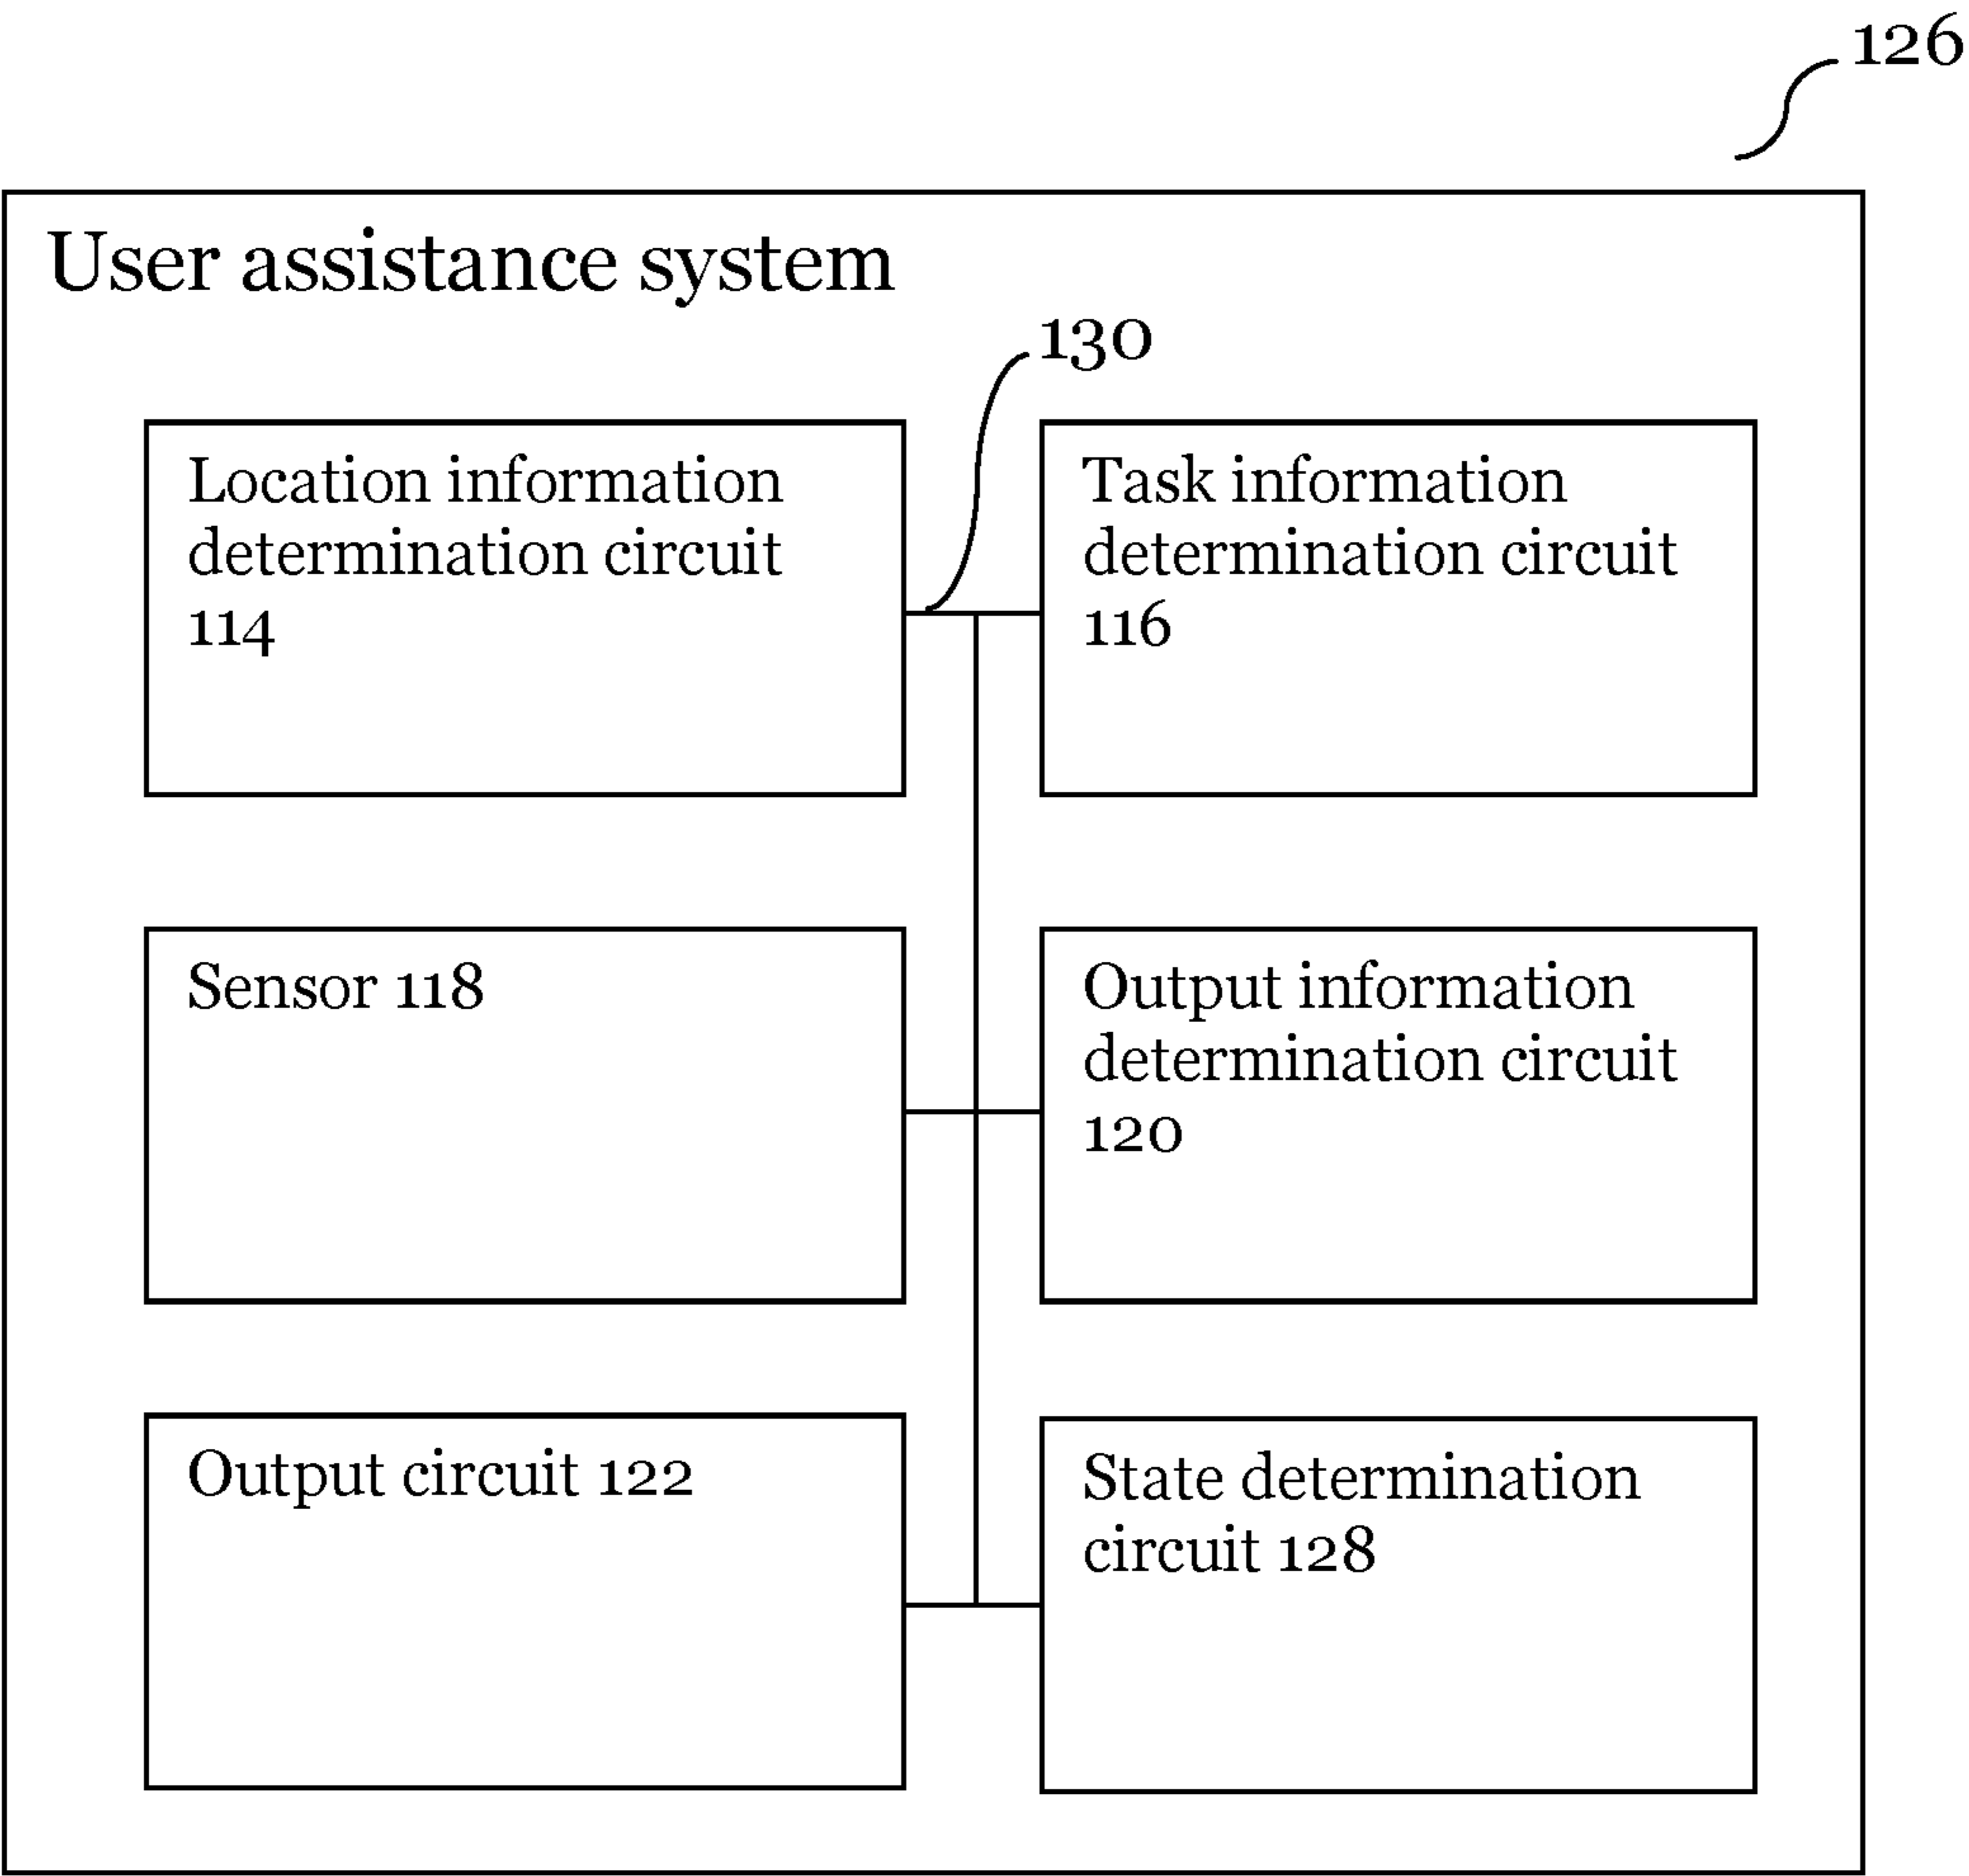 126
User assistance system
130
Location information
determination circuit
114
Task information
determination circuit
116
Sensor 118
Output information
determination circuit
120
Output circuit 122
State determination
circuit 128